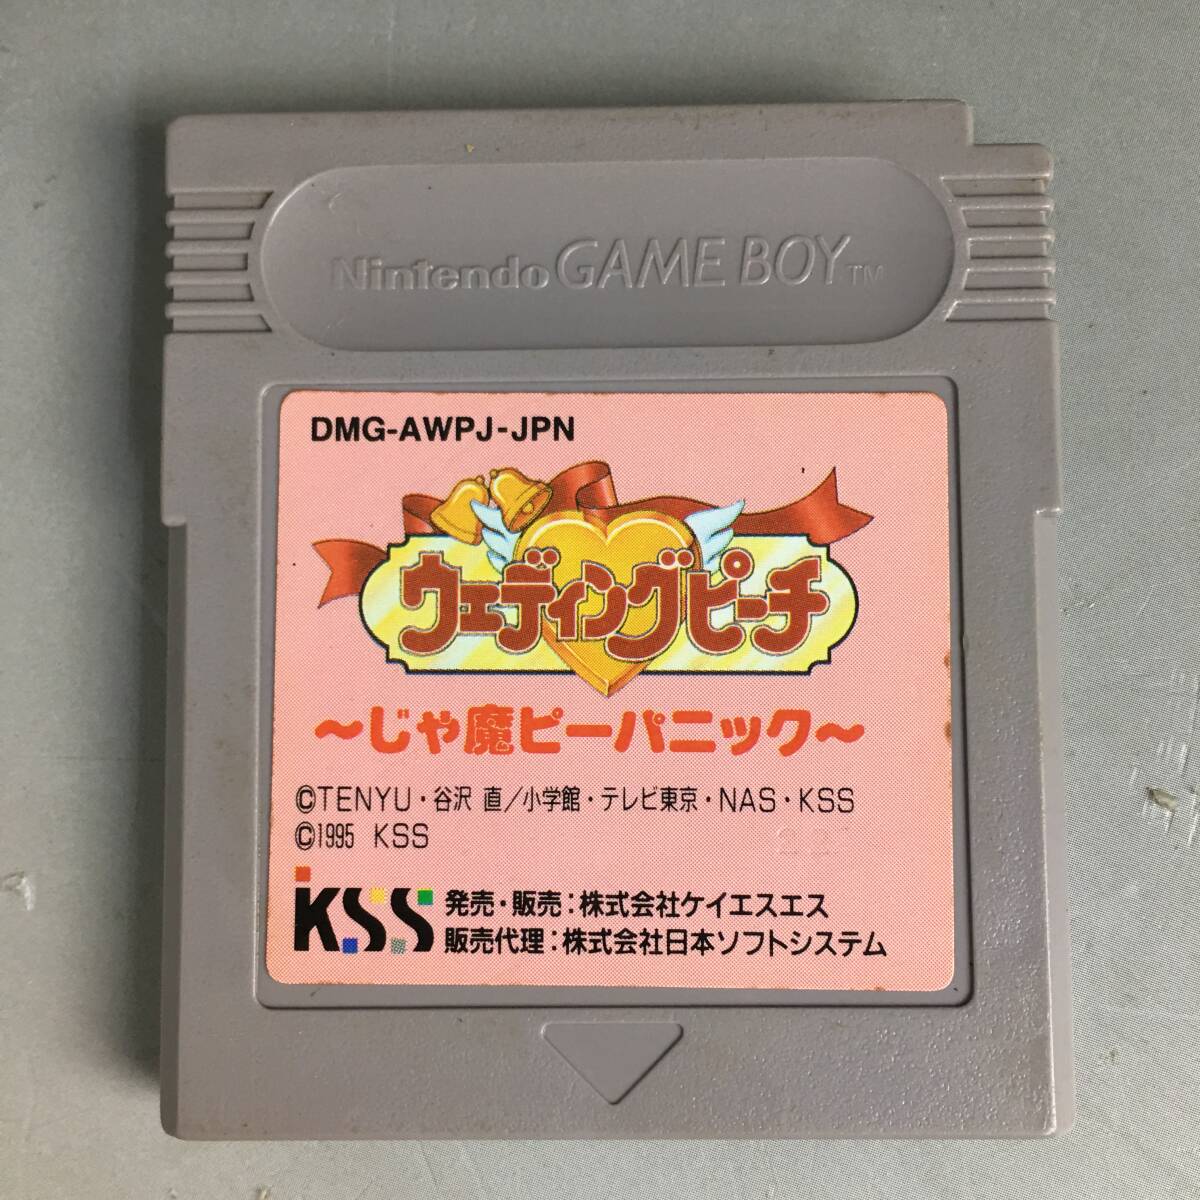 Nintendo GAME BOY TM
DMG-AWPJ-JPN
ウェディングピーチ
～じゃ魔ピーパニック～
©TENYU・谷沢 直／小学館・テレビ東京・NAS・KSS
©1995 KSS
KSS 発売・販売：株式会社ケイエスエス
販売代理：株式会社日本ソフトシステム